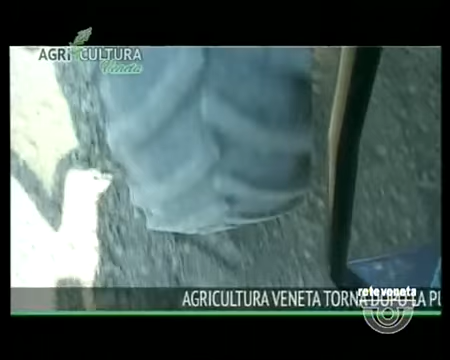 AGRICULTURA
Veneta
rete veneta
AGRICULTURA VENETA TORNA DOPO LA PU